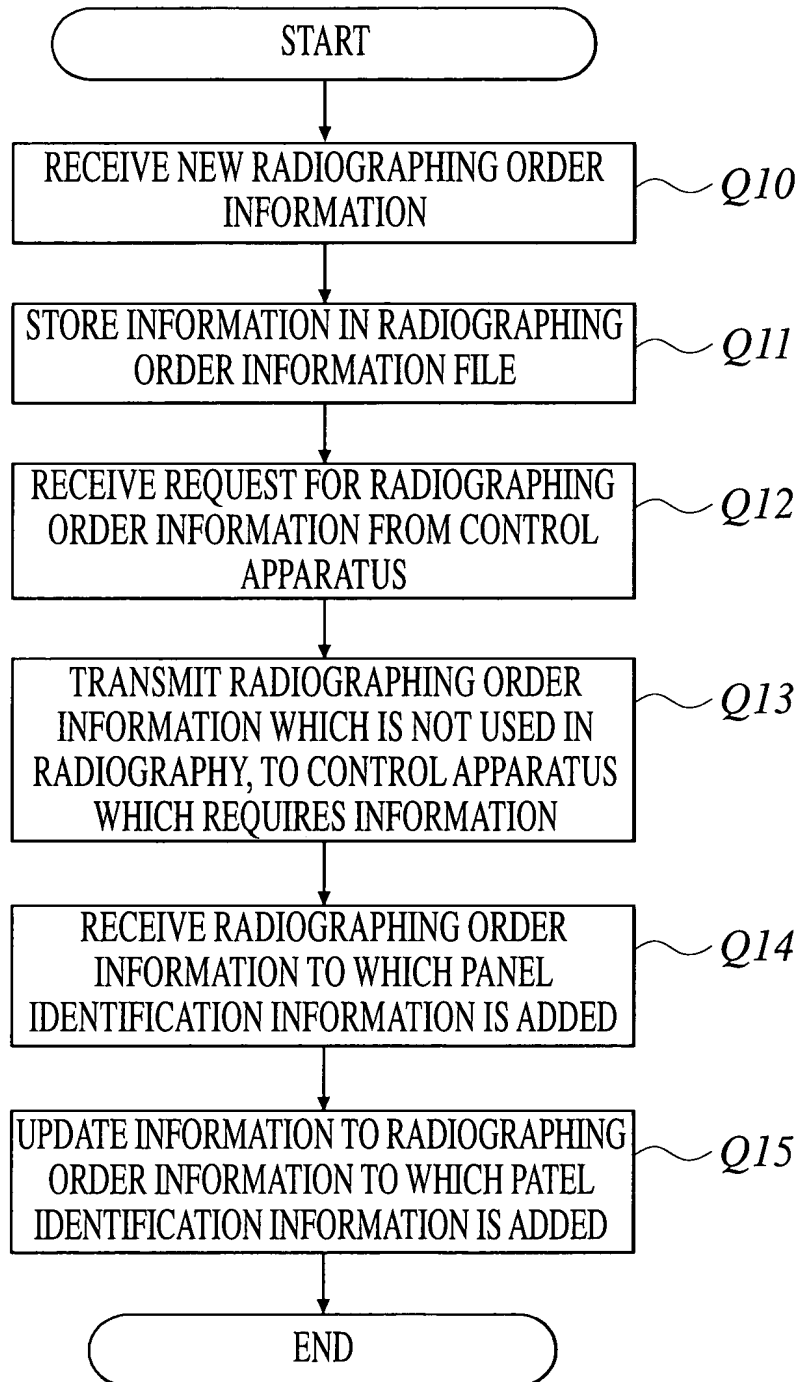 START
RECEIVE NEW RADIOGRAPHING ORDER
INFORMATION
Q10
STORE INFORMATION IN RADIOGRAPHING
ORDER INFORMATION FILE
Q11
RECEIVE REQUEST FOR RADIOGRAPHING
ORDER INFORMATION FROM CONTROL
APPARATUS
Q12
TRANSMIT RADIOGRAPHING ORDER
INFORMATION WHICH IS NOT USED IN
RADIOGRAPHY, TO CONTROL APPARATUS
WHICH REQUIRES INFORMATION
Q13
RECEIVE RADIOGRAPHING ORDER
INFORMATION TO WHICH PANEL
IDENTIFICATION INFORMATION IS ADDED
Q14
UPDATE INFORMATION TO RADIOGRAPHING
ORDER INFORMATION TO WHICH PATEL
IDENTIFICATION INFORMATION IS ADDED
Q15
END